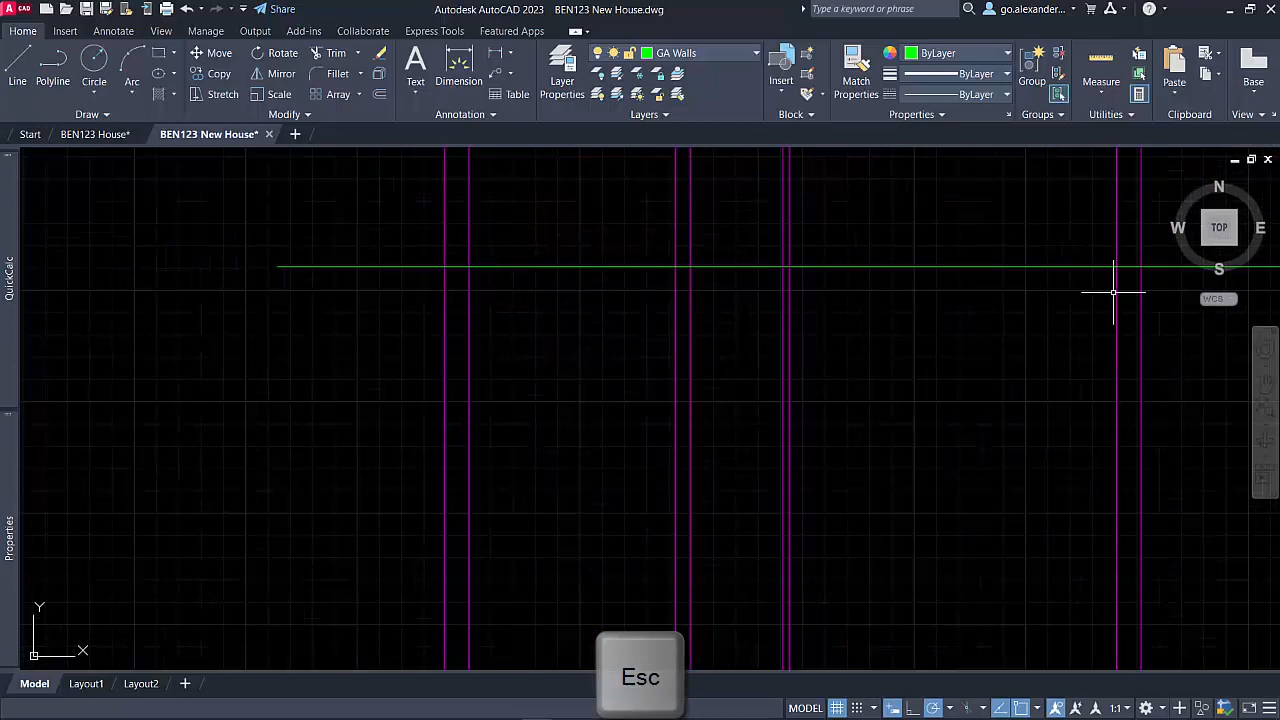 CAD
Share
Autodesk AutoCAD 2023 BEN123 New House.dwg
Type a keyword or phrase
go.alexander...
Home Insert Annotate View Manage Output Add-ins Collaborate Express Tools Featured Apps
Line
Polyline
Circle
Arc
Move
Copy
Stretch
Rotate
Mirror
Scale
Trim
Fillet
Array
Text
Dimension
Table
Layer
Properties
GA Walls
Insert
Match
Properties
ByLayer
ByLayer
ByLayer
Group
Measure
Paste
Base
Draw
Modify
Annotation
Layers
Block
Properties
Groups
Utilities
Clipboard
View
Start
BEN123 House*
BEN123 New House*
QuickCalc
Properties
N
W
TOP
E
S
WCS
Y
X
Esc
Model Layout1 Layout2
MODEL
1:1